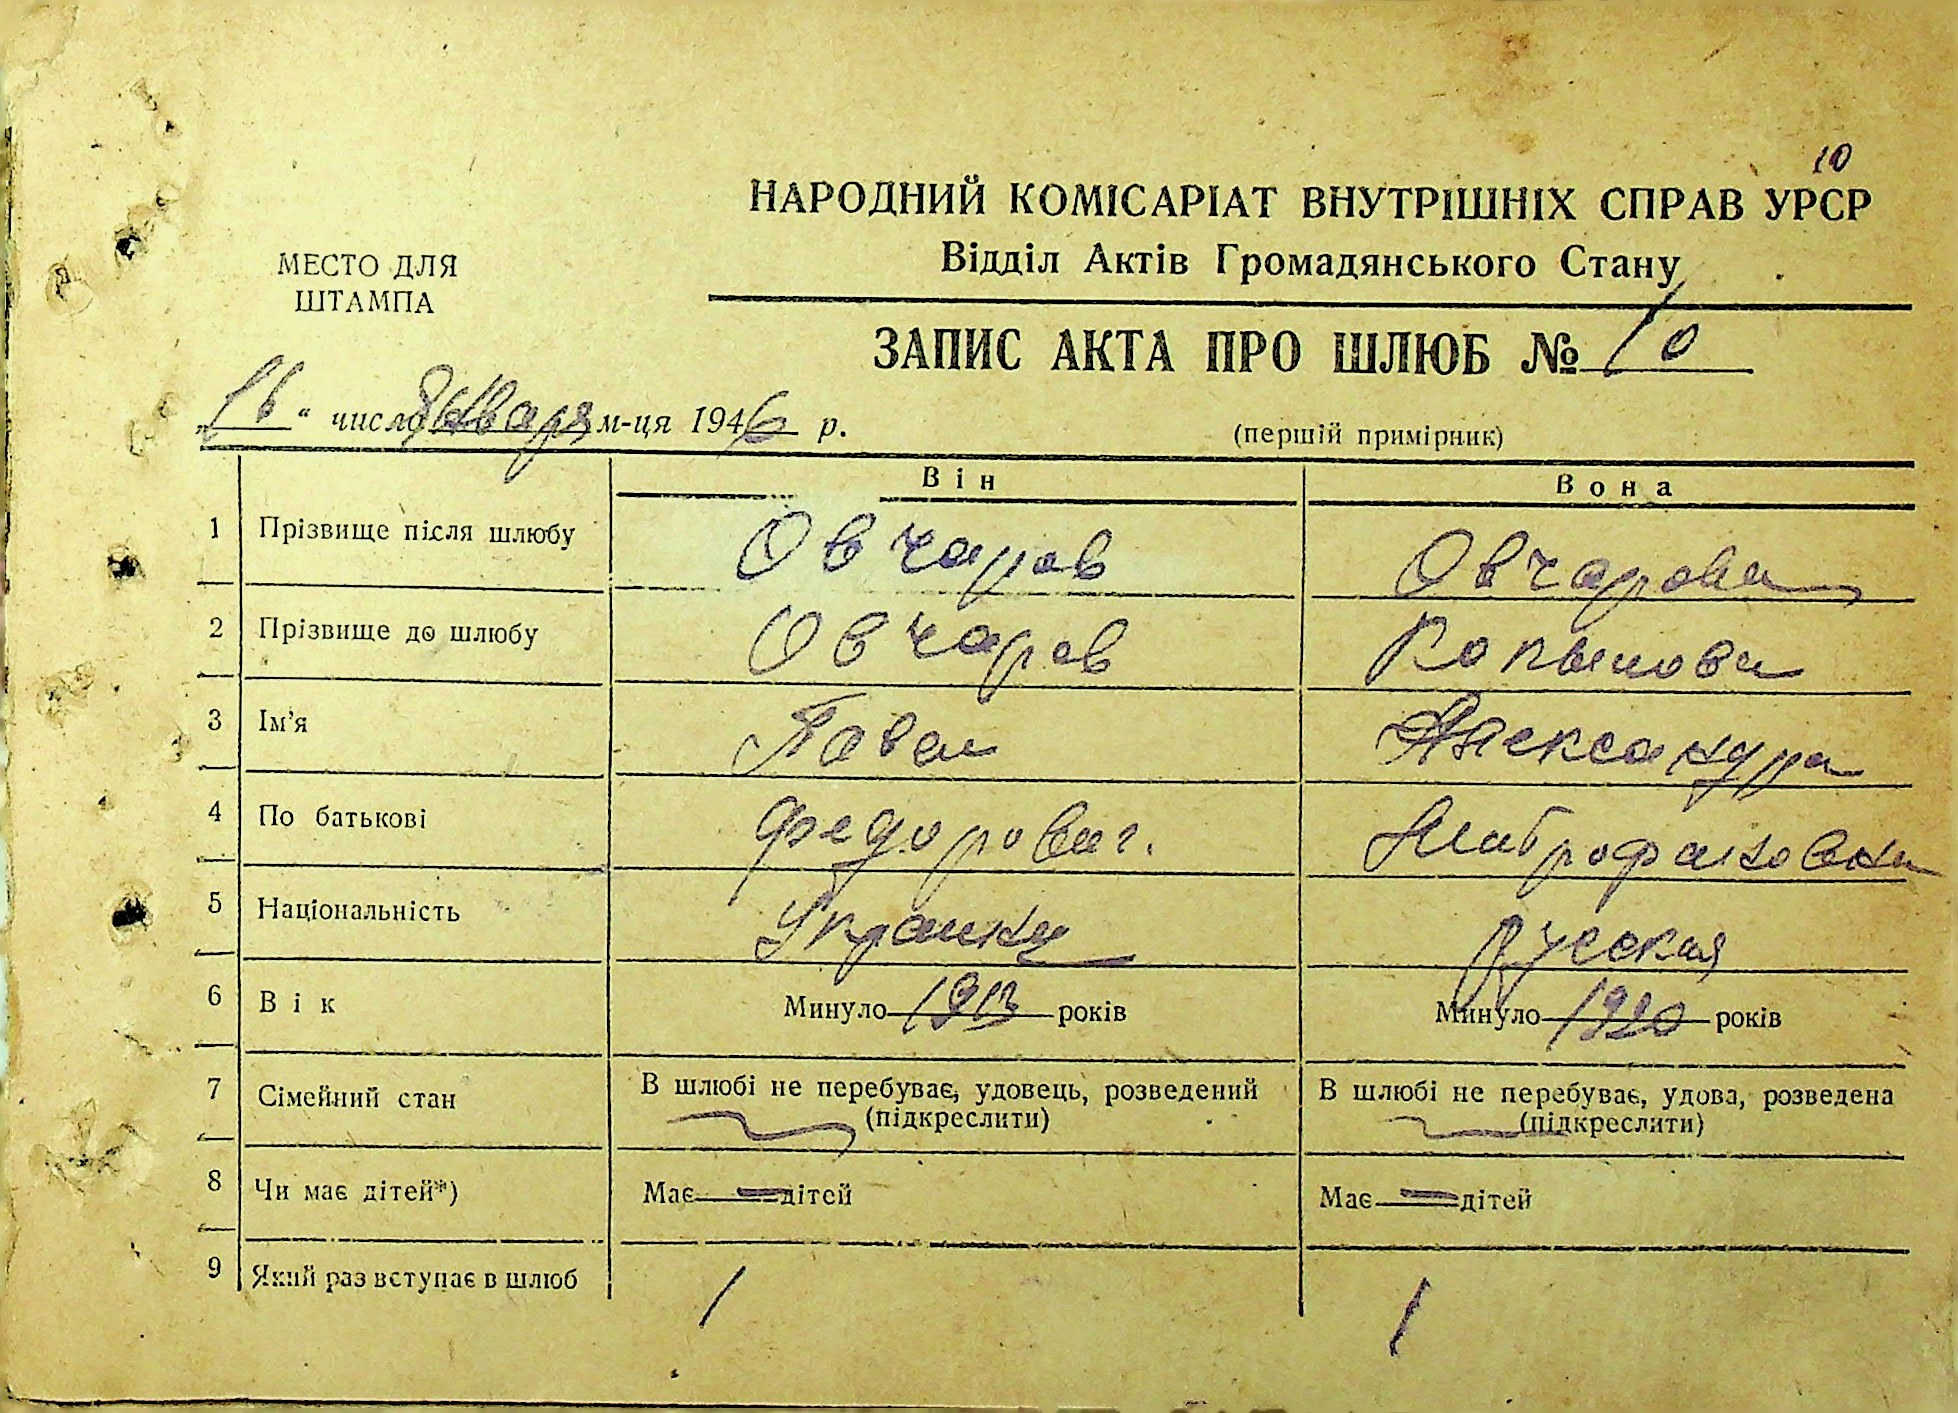 10
НАРОДНИЙ КОМІСАРІАТ ВНУТРІШНІХ СПРАВ УРСР
Відділ Актів Громадянського Стану
МЕСТО ДЛЯ
ШТАМПА
ЗАПИС АКТА ПРО ШЛЮБ № 10
„16“ число Января м-ця 1946 р.
(першій примірник)
Він Вона
1 Прізвище після шлюбу Овчаров Овчарова
2 Прізвище до шлюбу Овчаров Копылова
3 Ім'я Павел Александра
4 По батькові Федорович. Митрофановна
5 Національність Украинец Русская
6 Вік Минуло 1913 років Минуло 1920 років
7 Сімейний стан В шлюбі не перебуває, удовець, розведений В шлюбі не перебуває, удова, розведена
(підкреслити) (підкреслити)
8 Чи має дітей*) Має — дітей Має — дітей
9 Який раз вступає в шлюб 1 1